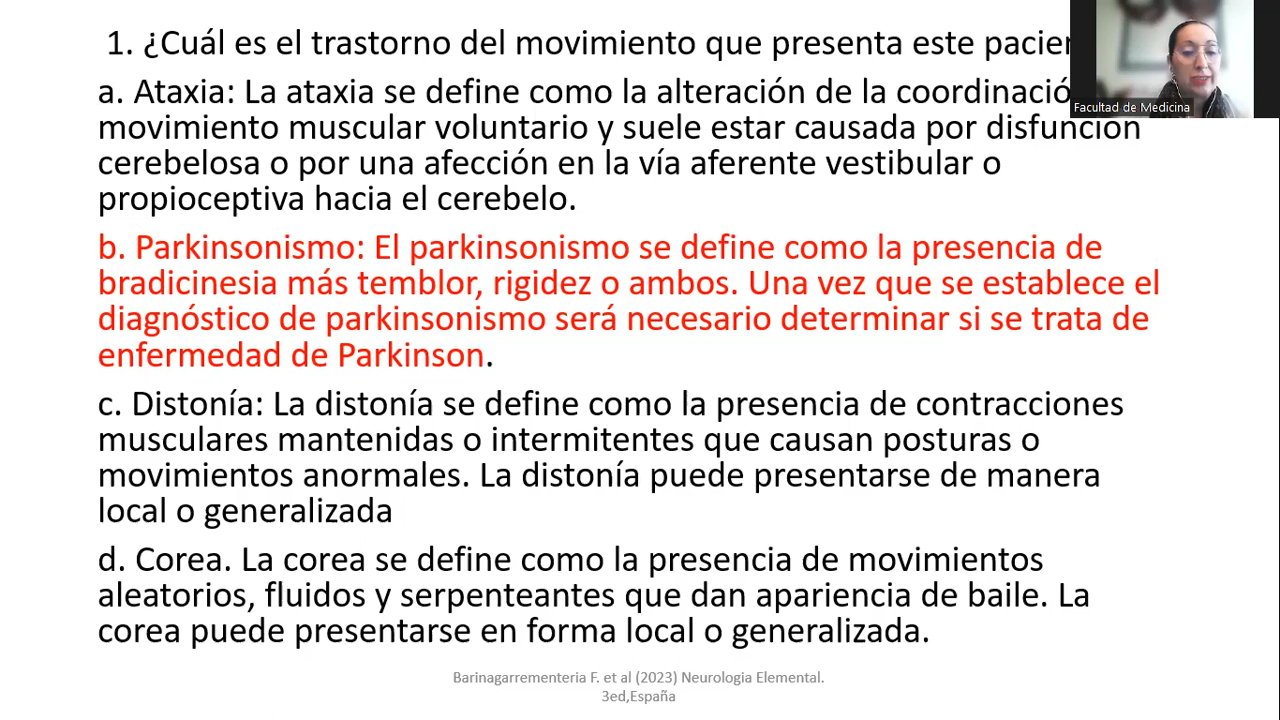 1. ¿Cuál es el trastorno del movimiento que presenta este
a. Ataxia: La ataxia se define como la alteración de la
movimiento muscular voluntario y suele estar causada por disfunción
cerebelosa o por una afección en la vía aferente vestibular o
propioceptiva hacia el cerebelo.
b. Parkinsonismo: El parkinsonismo se define como la presencia de
bradicinesia más temblor, rigidez o ambos. Una vez que se establece el
diagnóstico de parkinsonismo será necesario determinar si se trata de
enfermedad de Parkinson.
c. Distonía: La distonía se define como la presencia de contracciones
musculares mantenidas o intermitentes que causan posturas o
movimientos anormales. La distonía puede presentarse de manera
local o generalizada
d. Corea. La corea se define como la presencia de movimientos
aleatorios, fluidos y serpenteantes que dan apariencia de baile. La
corea puede presentarse en forma local o generalizada.
Barinagarrementeria F. et al (2023) Neurologia Elemental.
3ed,España
Facultad de Medicina